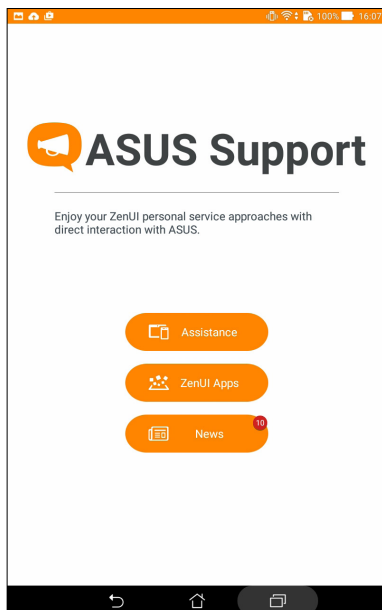 100% 16:07
ASUS Support
Enjoy your ZenUI personal service approaches with
direct interaction with ASUS.
Assistance
ZenUI Apps
10
News